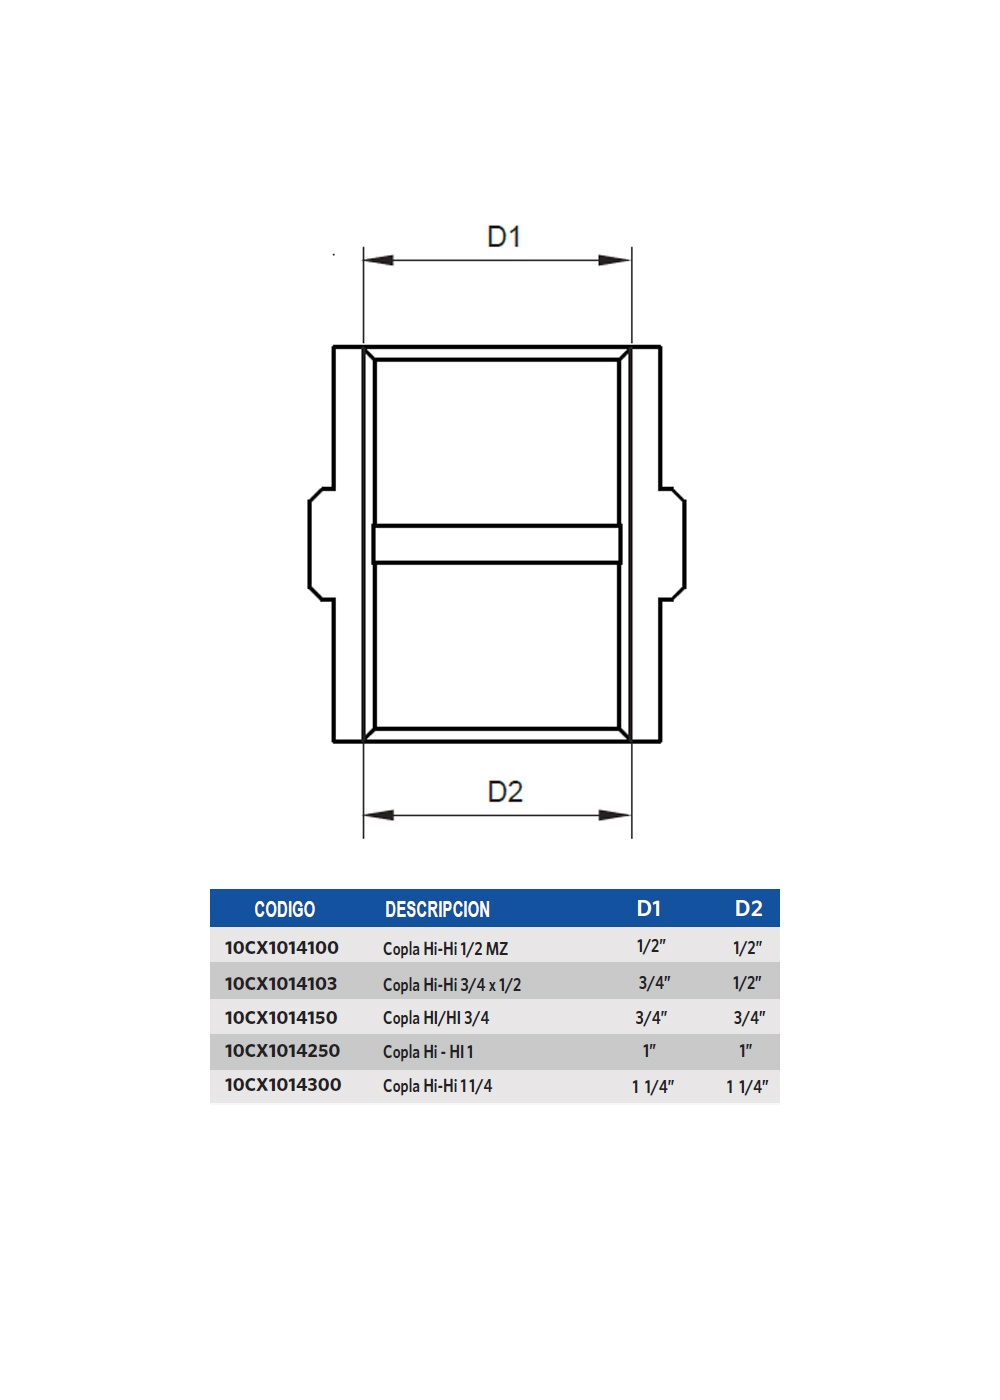 D1
D2
CODIGO DESCRIPCION D1 D2
10CX1014100 Copla Hi-Hi 1/2 MZ 1/2" 1/2"
10CX1014103 Copla Hi-Hi 3/4 x 1/2 3/4" 1/2"
10CX1014150 Copla HI/HI 3/4 3/4" 3/4"
10CX1014250 Copla Hi - HI 1 1" 1"
10CX1014300 Copla Hi-Hi 1 1/4 1 1/4" 1 1/4"